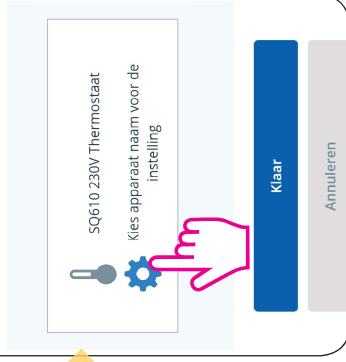 SQ610 230V Thermostaat
Kies apparaat naam voor de
instelling
Klaar
Annuleren